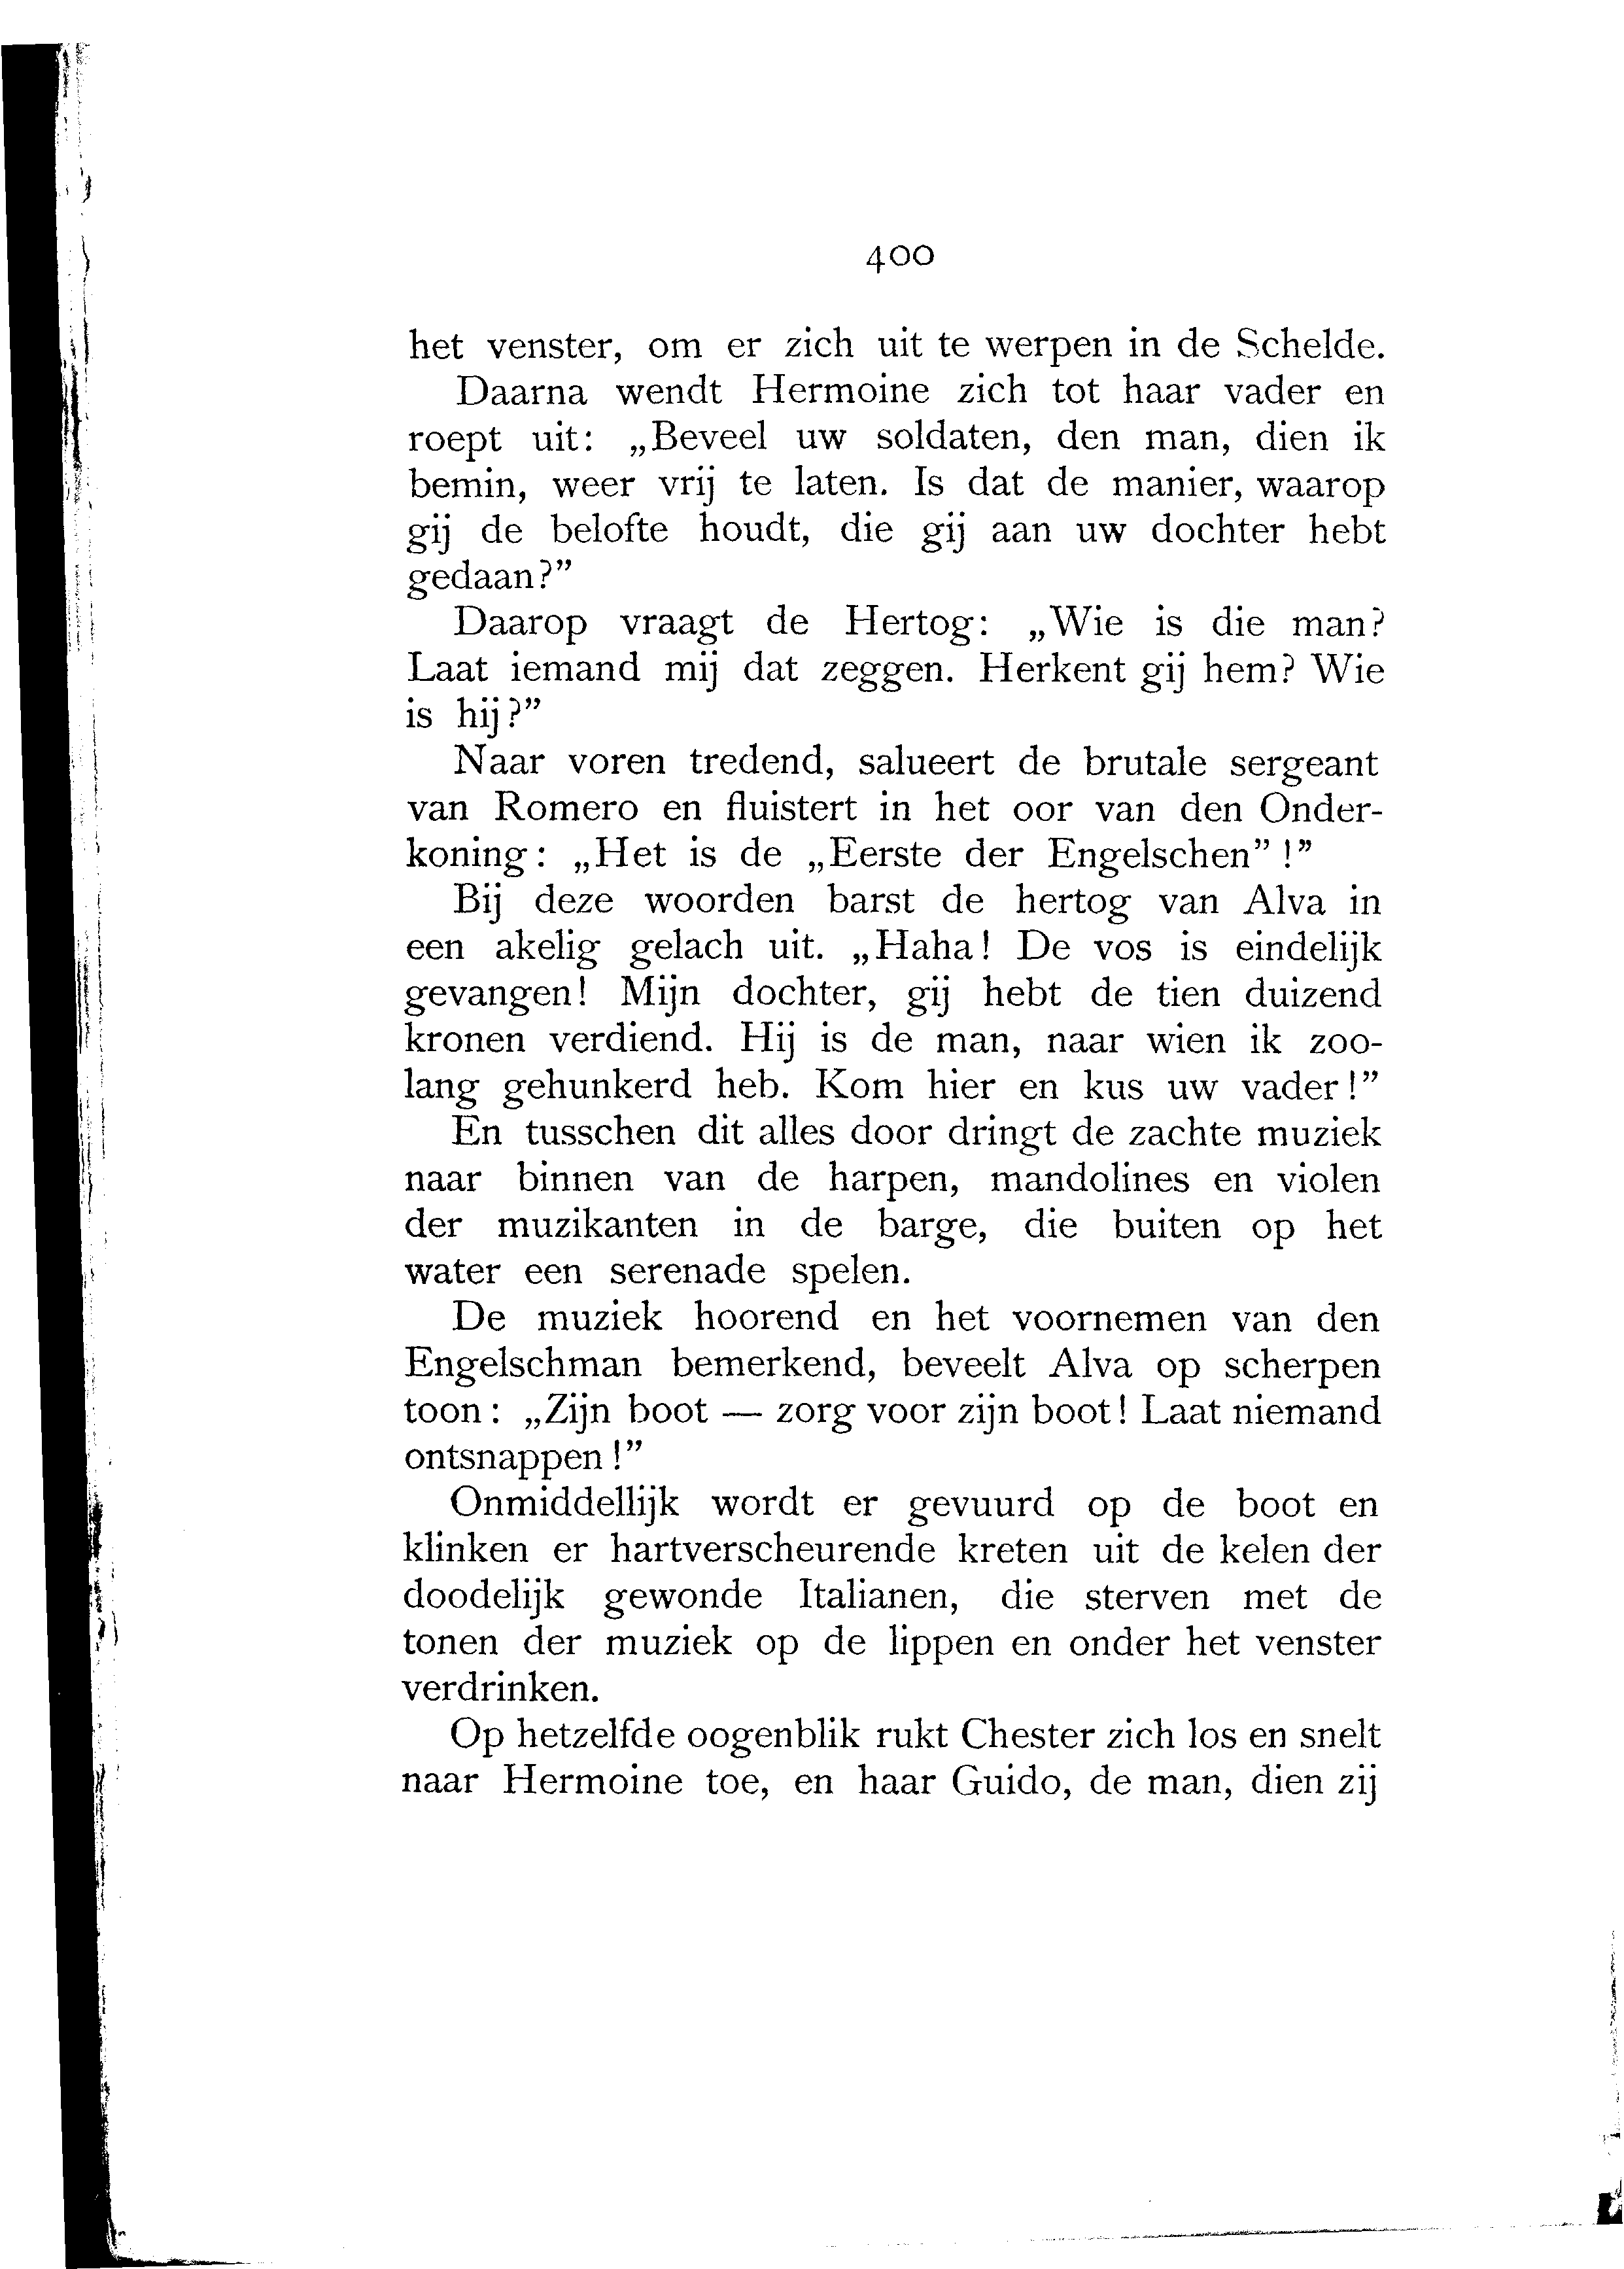 400
het venster, om er zich uit te werpen in de Schelde.
Daarna wendt Hermoine zich tot haar vader en
roept uit: „Beveel uw soldaten, den man, dien ik
bemin, weer vrij te laten. Is dat de manier, waarop
gij de belofte houdt, die gij aan uw dochter hebt
gedaan?”
Daarop vraagt de Hertog: „Wie is die man?
Laat iemand mij dat zeggen. Herkent gij hem? Wie
is hij?”
Naar voren tredend, salueert de brutale sergeant
van Romero en fluistert in het oor van den Onder-
koning: „Het is de „Eerste der Engelschen”!”
Bij deze woorden barst de hertog van Alva in
een akelig gelach uit. „Haha! De vos is eindelijk
gevangen! Mijn dochter, gij hebt de tien duizend
kronen verdiend. Hij is de man, naar wien ik zoo-
lang gehunkerd heb. Kom hier en kus uw vader!”
En tusschen dit alles door dringt de zachte muziek
naar binnen van de harpen, mandolines en violen
der muzikanten in de barge, die buiten op het
water een serenade spelen.
De muziek hoorend en het voornemen van den
Engelschman bemerkend, beveelt Alva op scherpen
toon: „Zijn boot — zorg voor zijn boot! Laat niemand
ontsnappen!”
Onmiddellijk wordt er gevuurd op de boot en
klinken er hartverscheurende kreten uit de kelen der
doodelijk gewonde Italianen, die sterven met de
tonen der muziek op de lippen en onder het venster
verdrinken.
Op hetzelfde oogenblik rukt Chester zich los en snelt
naar Hermoine toe, en haar Guido, de man, dien zij